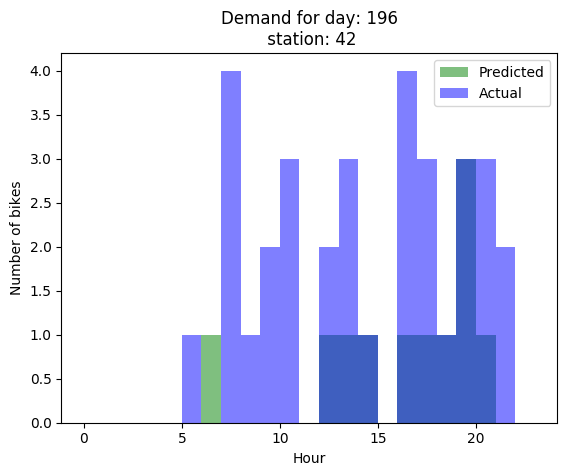 Demand for day: 196
station: 42
Predicted
Actual
4.0
3.5
3.0
2.5
2.0
1.5
1.0
0.5
0.0
Number of bikes
0 5 10 15 20
Hour